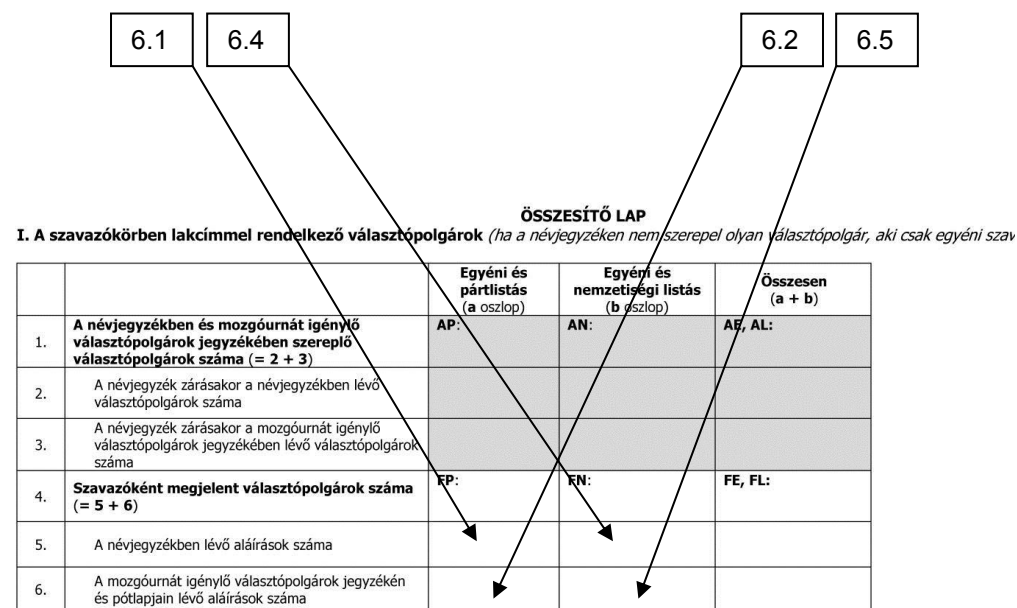 6.1 6.4 6.2 6.5
ÖSSZESÍTŐ LAP
I. A szavazókörben lakcímmel rendelkező választópolgárok (ha a névjegyzéken nem szerepel olyan választópolgár, aki csak egyéni szav
Egyéni és
pártlistás
(a oszlop)
Egyéni és
nemzetiségi listás
(b oszlop)
Összesen
(a + b)
1.
A névjegyzékben és mozgóurnát igénylő
választópolgárok jegyzékében szereplő
választópolgárok száma (= 2 + 3)
AP:
AN:
AE, AL:
2.
A névjegyzék zárásakor a névjegyzékben lévő
választópolgárok száma
3.
A névjegyzék zárásakor a mozgóurnát igénylő
választópolgárok jegyzékében lévő választópolgárok
száma
4.
Szavazóként megjelent választópolgárok száma
(= 5 + 6)
FP:
FN:
FE, FL:
5.
A névjegyzékben lévő aláírások száma
6.
A mozgóurnát igénylő választópolgárok jegyzékén
és pótlapjain lévő aláírások száma